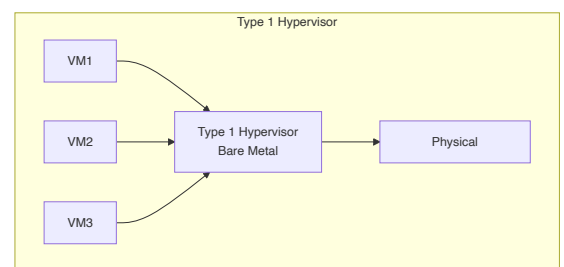 Type 1 Hypervisor
VM1
VM2
VM3
Type 1 Hypervisor
Bare Metal
Physical